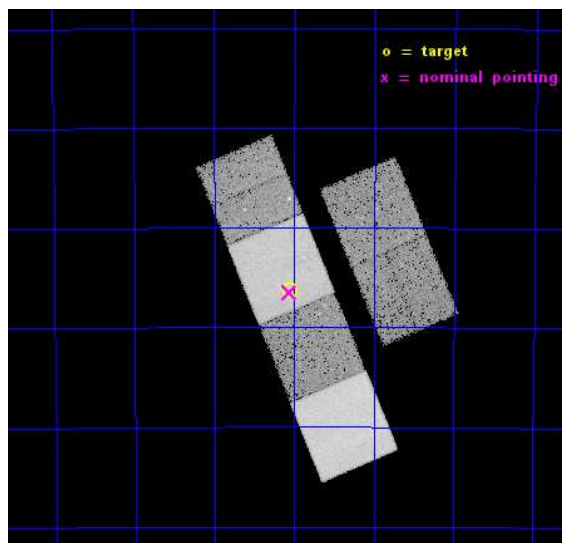 o = target
x = nominal pointing